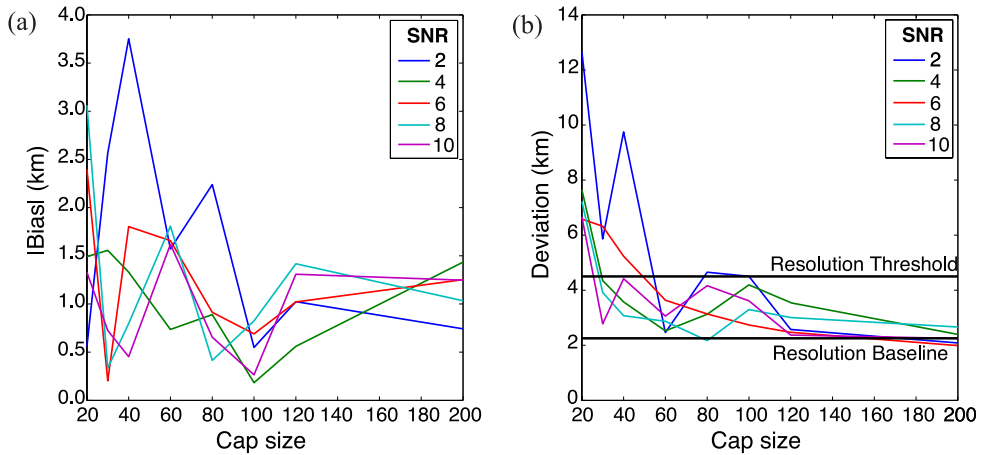 (a)
4.0
3.5
3.0
2.5
2.0
1.5
1.0
0.5
0.0
|Bias| (km)
20 40 60 80 100 120 140 160 180 200
Cap size
SNR
2
4
6
8
10
(b)
14
12
10
8
6
4
2
0
Deviation (km)
20 40 60 80 100 120 140 160 180 200
Cap size
SNR
2
4
6
8
10
Resolution Threshold
Resolution Baseline